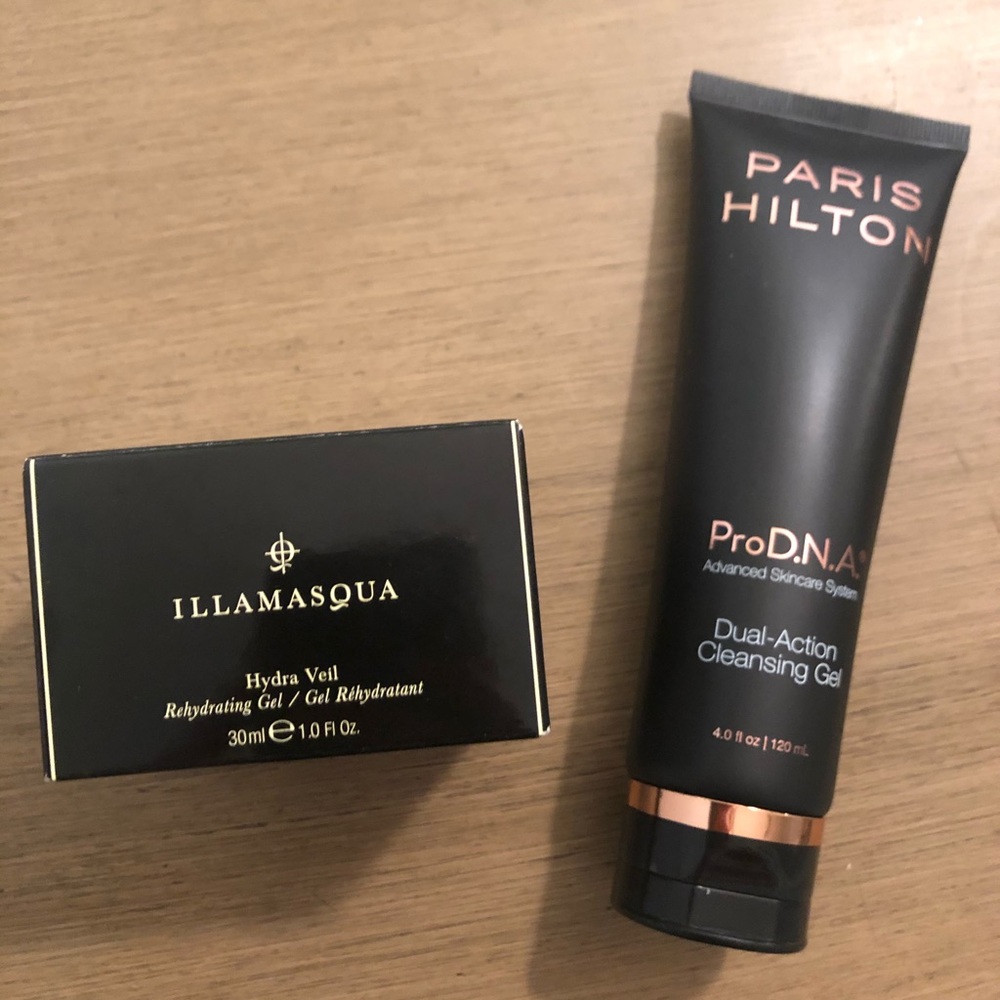 ILLAMASQUA
Hydra Veil
Rehydrating Gel / Gel Réhydratant
30ml ℮ 1.0 Fl Oz.
PARIS
HILTON
ProD.N.A.®
Advanced Skincare System
Dual-Action
Cleansing Gel
4.0 fl oz | 120 mL